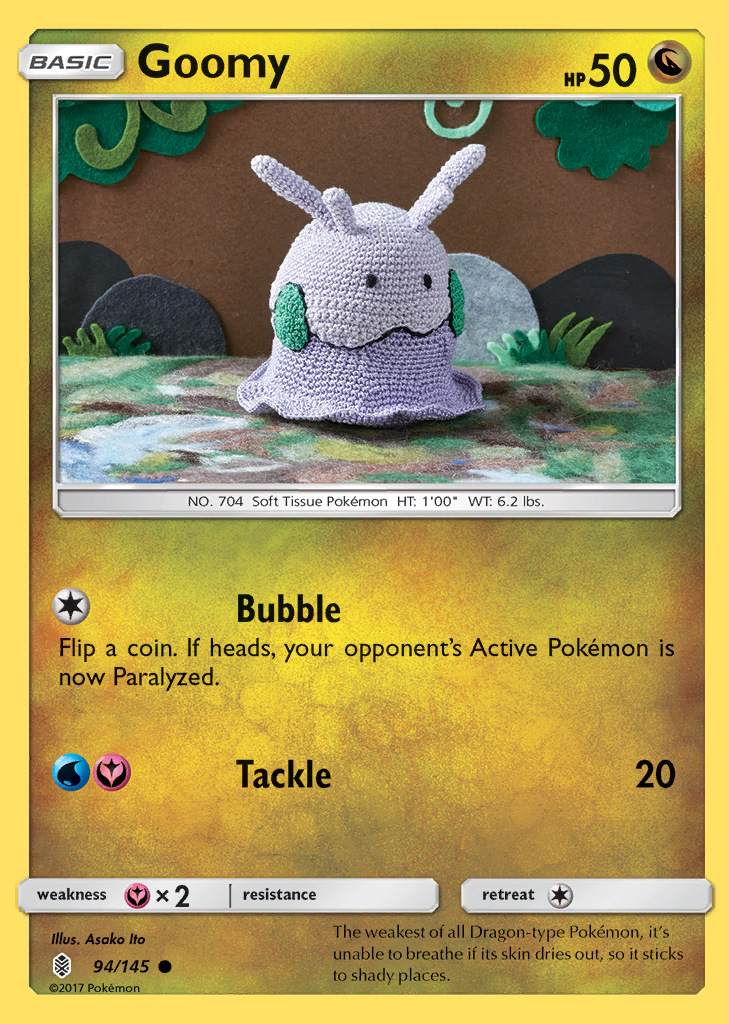 BASIC Goomy HP 50
NO. 704 Soft Tissue Pokémon HT: 1'00" WT: 6.2 lbs.
Bubble
Flip a coin. If heads, your opponent's Active Pokémon is
now Paralyzed.
Tackle 20
weakness × 2 resistance retreat
Illus. Asako Ito
94/145
©2017 Pokémon
The weakest of all Dragon-type Pokémon, it's
unable to breathe if its skin dries out, so it sticks
to shady places.